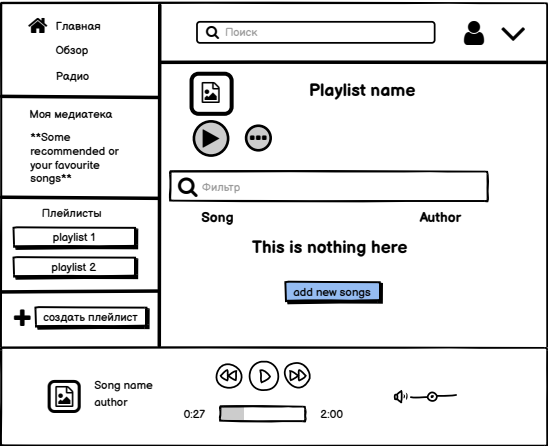 Главная
Обзор
Радио
Моя медиатека
**Some
recommended or
your favourite
songs**
Плейлисты
playlist 1
playlist 2
создать плейлист
Поиск
Playlist name
Фильтр
Song Author
This is nothing here
add new songs
Song name
author
0:27 2:00